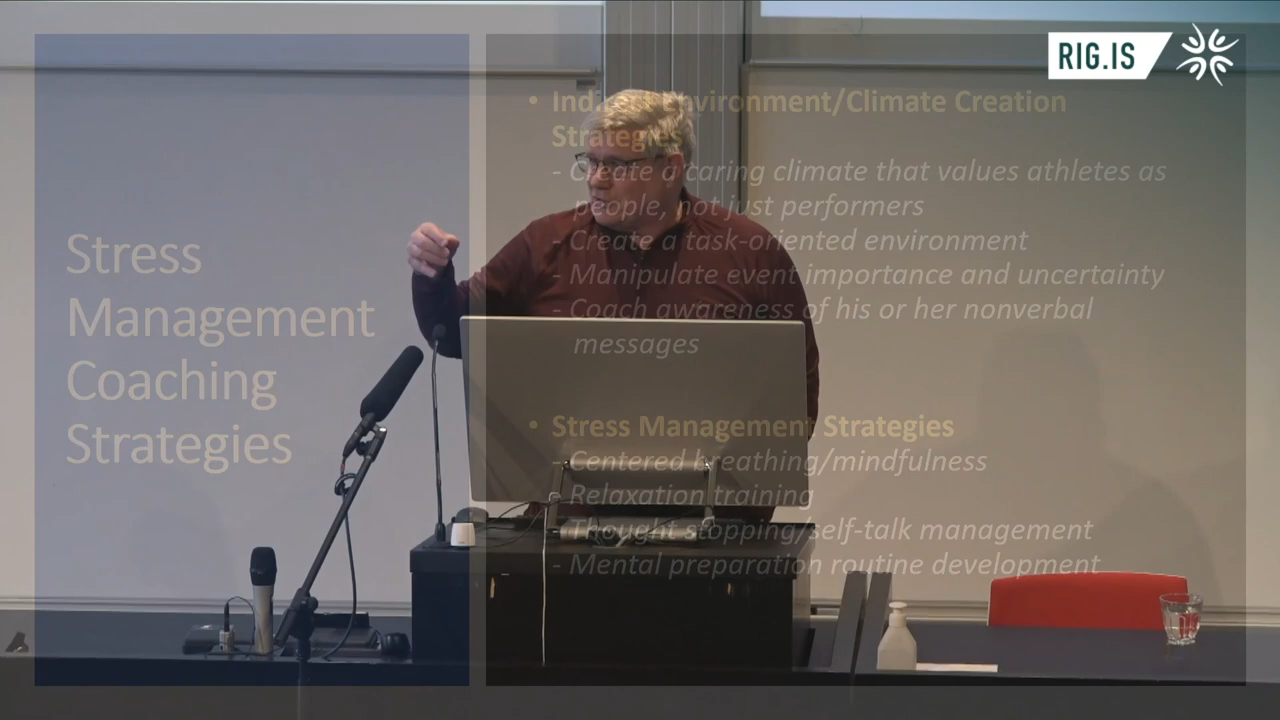 RIG.IS
Stress
Management
Coaching
Strategies
• Environment/Climate Creation
Strategies
- Create a caring climate that values athletes as
people, not just performers
- Create a task-oriented environment
- Manipulate event importance and uncertainty
- Coach awareness of his or her nonverbal
messages
• Stress Management Strategies
- Centered breathing/mindfulness
- Relaxation training
- Thought stopping/self-talk management
- Mental preparation routine development